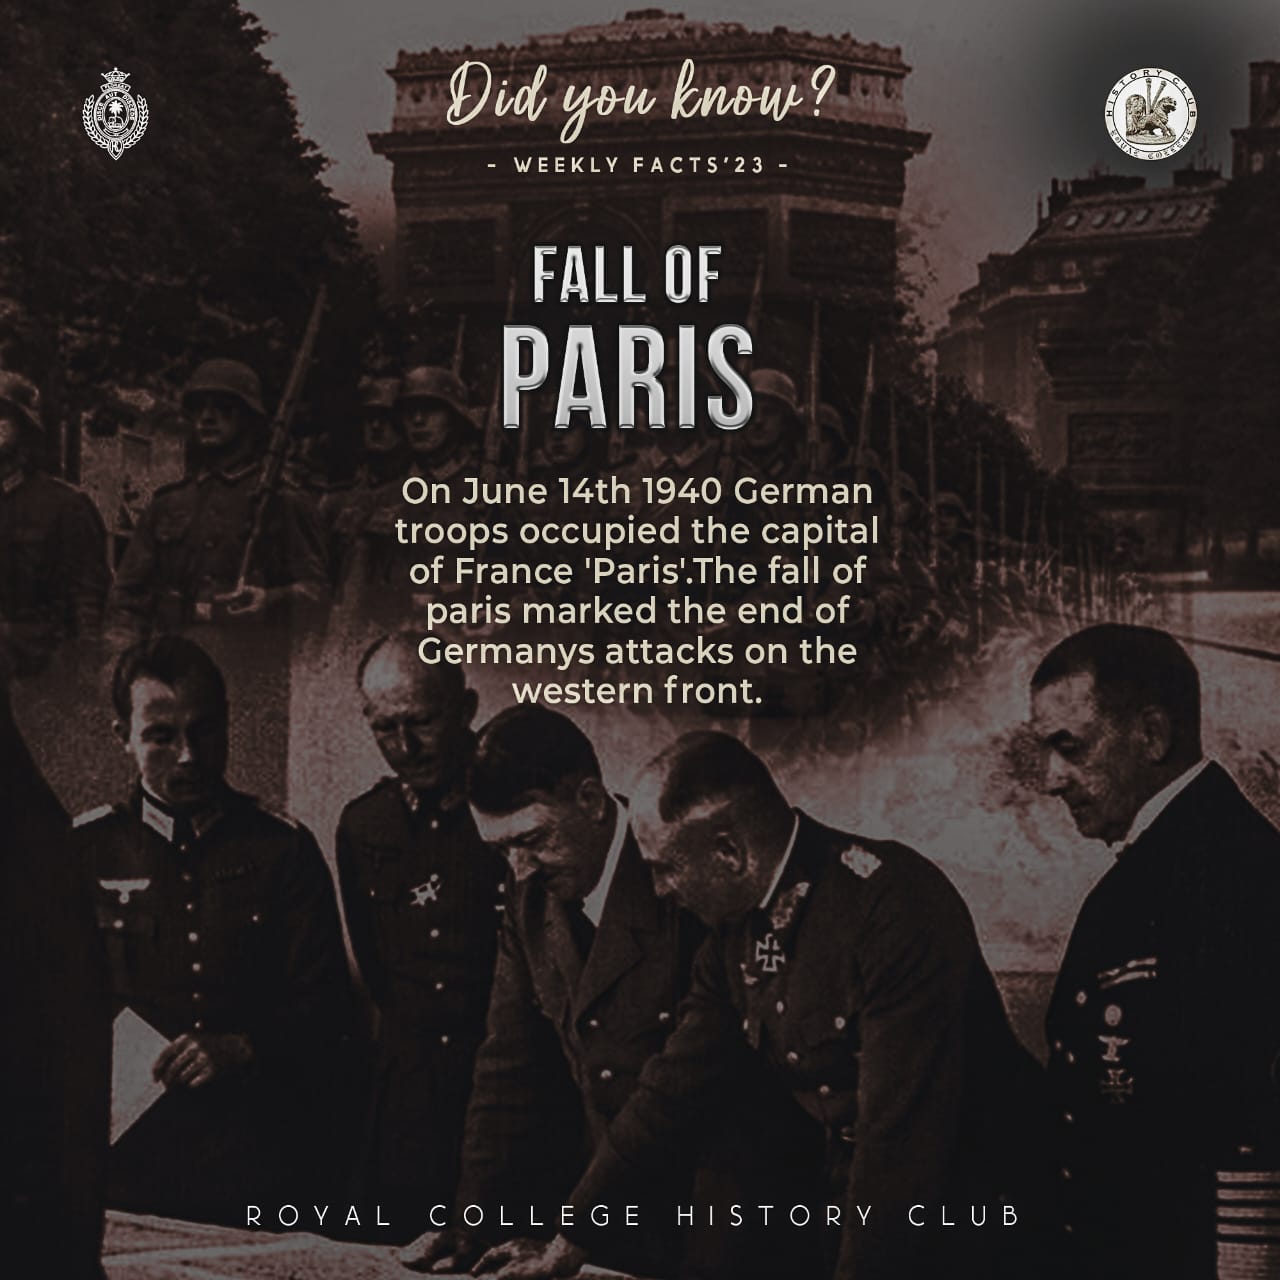 Did you know?
- WEEKLY FACTS'23 -
HISTORY CLUB
ROYAL COLLEGE
FALL OF
PARIS
On June 14th 1940 German
troops occupied the capital
of France 'Paris'.The fall of
paris marked the end of
Germanys attacks on the
western front.
ROYAL COLLEGE HISTORY CLUB